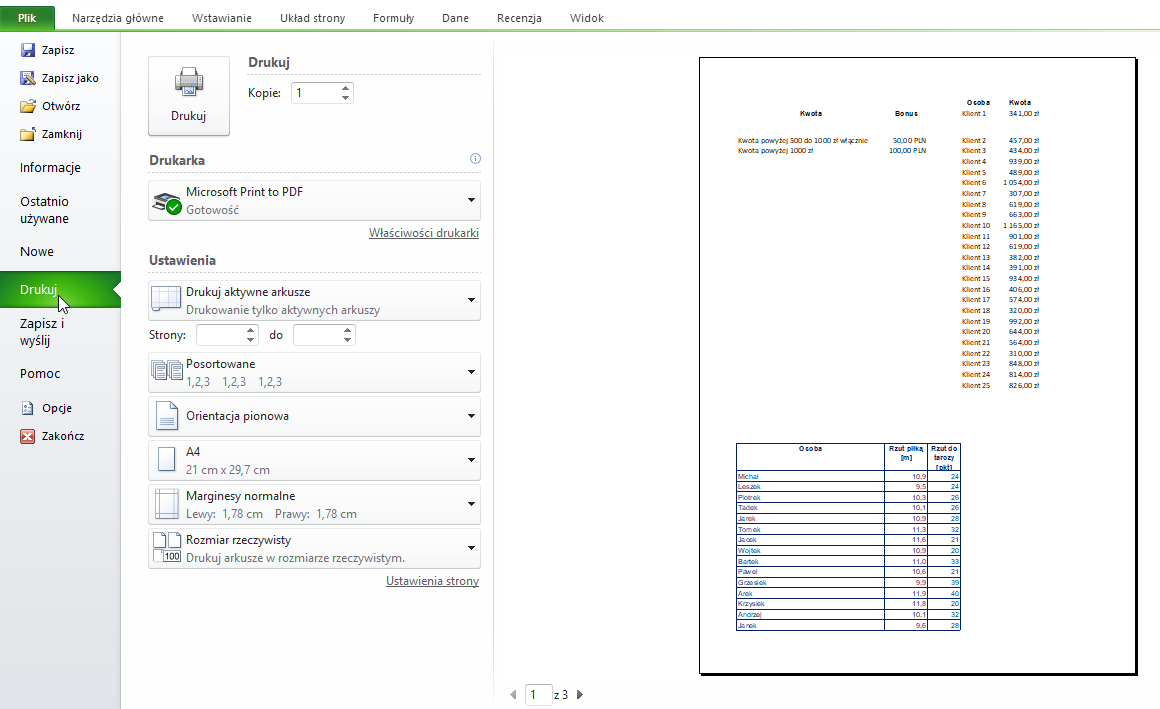 Plik Narzędzia główne Wstawianie Układ strony Formuły Dane Recenzja Widok
Zapisz
Zapisz jako
Otwórz
Zamknij
Informacje
Ostatnio
używane
Nowe
Drukuj
Zapisz i
wyślij
Pomoc
Opcje
Zakończ
Drukuj
Drukuj
Kopie: 1
Drukarka
Microsoft Print to PDF
Gotowość
Właściwości drukarki
Ustawienia
Drukuj aktywne arkusze
Drukowanie tylko aktywnych arkuszy
Strony: do
Posortowane
1,2,3 1,2,3 1,2,3
Orientacja pionowa
A4
21 cm x 29,7 cm
Marginesy normalne
Lewy: 1,78 cm Prawy: 1,78 cm
Rozmiar rzeczywisty
100
Drukuj arkusze w rozmiarze rzeczywistym.
Ustawienia strony
Osoba Kwota
Kwota Bonus Klient 1 341,00 zł
Kwota powyżej 500 do 1000 zł włącznie 50,00 PLN Klient 2 457,00 zł
Kwota powyżej 1000 zł 100,00 PLN Klient 3 434,00 zł
Klient 4 939,00 zł
Klient 5 489,00 zł
Klient 6 1 054,00 zł
Klient 7 307,00 zł
Klient 8 619,00 zł
Klient 9 663,00 zł
Klient 10 1 165,00 zł
Klient 11 901,00 zł
Klient 12 619,00 zł
Klient 13 382,00 zł
Klient 14 391,00 zł
Klient 15 934,00 zł
Klient 16 406,00 zł
Klient 17 574,00 zł
Klient 18 320,00 zł
Klient 19 992,00 zł
Klient 20 644,00 zł
Klient 21 564,00 zł
Klient 22 310,00 zł
Klient 23 848,00 zł
Klient 24 814,00 zł
Klient 25 826,00 zł
Osoba Rzut piłką Rzut do
[m] tarczy
[pkt]
Michał 10,9 24
Leszek 9,5 24
Piotrek 10,3 26
Tadek 10,1 26
Jarek 10,9 28
Tomek 11,3 32
Jacek 11,6 21
Wojtek 10,9 20
Bartek 11,0 33
Paweł 10,6 21
Grzesiek 9,9 39
Arek 11,9 40
Krzysiek 11,8 20
Andrzej 10,1 32
Janek 9,6 28
1 z 3